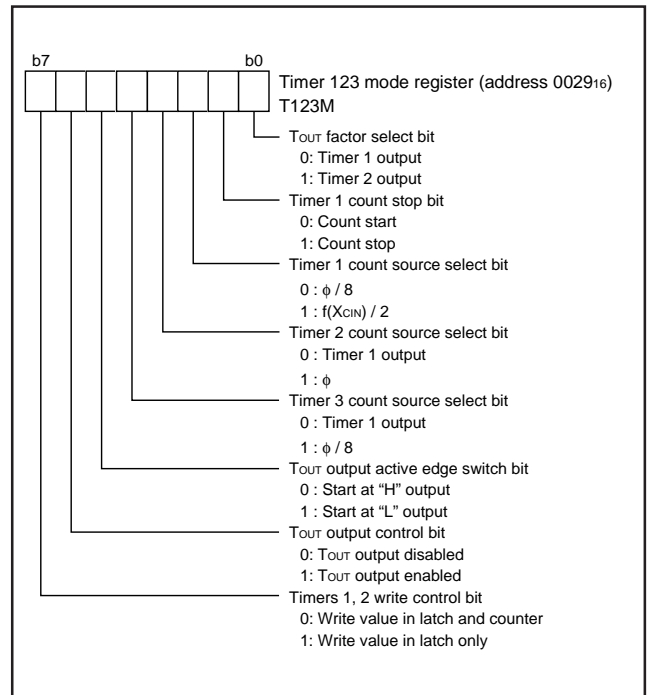 b7 b0
Timer 123 mode register (address 0029₁₆)
T123M
TOUT factor select bit
0: Timer 1 output
1: Timer 2 output
Timer 1 count stop bit
0: Count start
1: Count stop
Timer 1 count source select bit
0 : ϕ / 8
1 : f(XCIN) / 2
Timer 2 count source select bit
0 : Timer 1 output
1 : ϕ
Timer 3 count source select bit
0 : Timer 1 output
1 : ϕ / 8
TOUT output active edge switch bit
0 : Start at “H” output
1 : Start at “L” output
TOUT output control bit
0: TOUT output disabled
1: TOUT output enabled
Timers 1, 2 write control bit
0: Write value in latch and counter
1: Write value in latch only